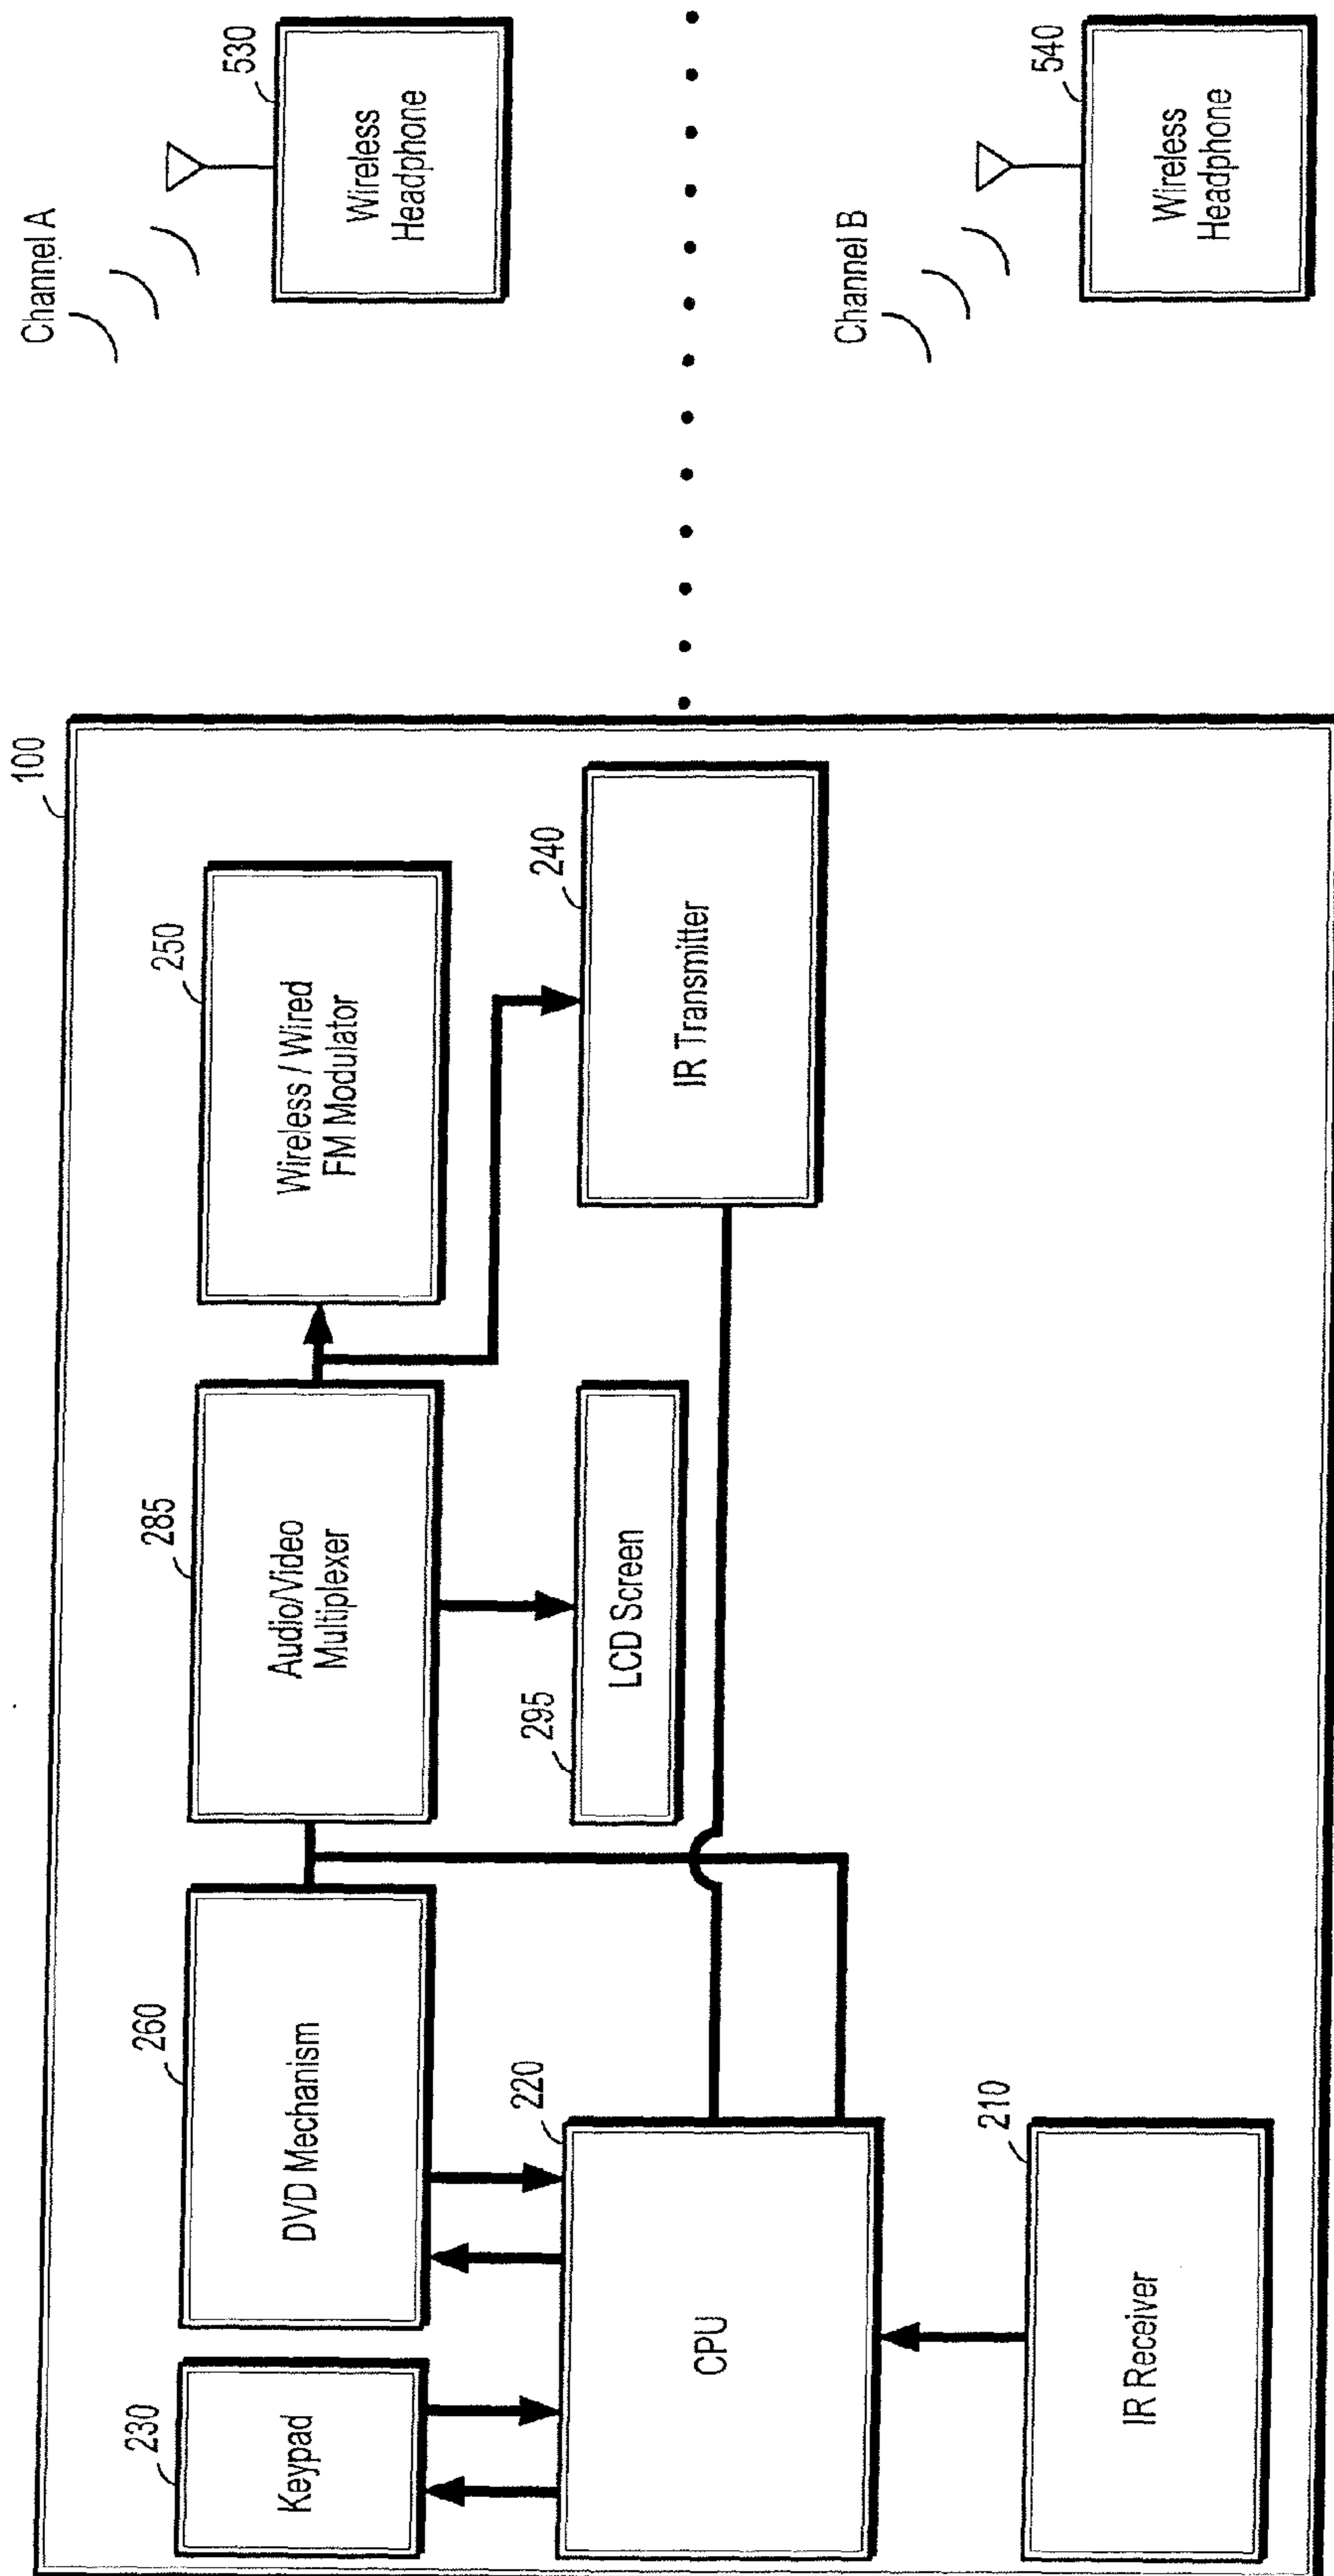 100
230
Keypad
260
DVD Mechanism
285
Audio/Video
Multiplexer
250
Wireless / Wired
FM Modulator
220
CPU
295
LCD Screen
240
IR Transmitter
210
IR Receiver
Channel A
530
Wireless
Headphone
Channel B
540
Wireless
Headphone